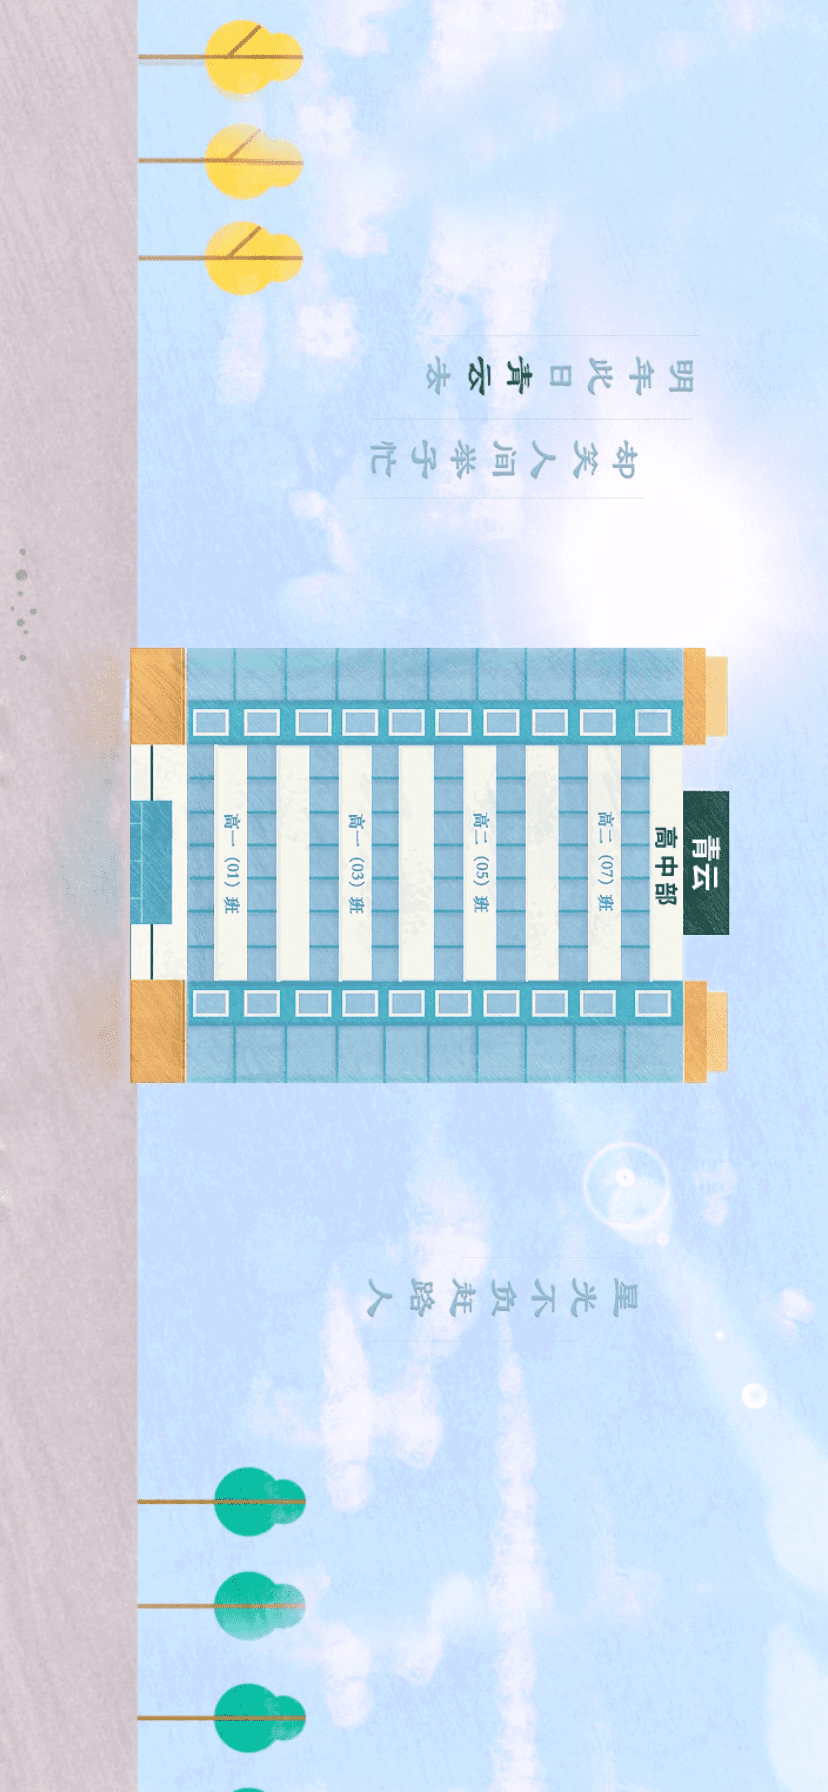 明年此日青云去
却笑人间举子忙
青云
高中部
高二（07）班
高二（05）班
高一（03）班
高一（01）班
星光不负赶路人